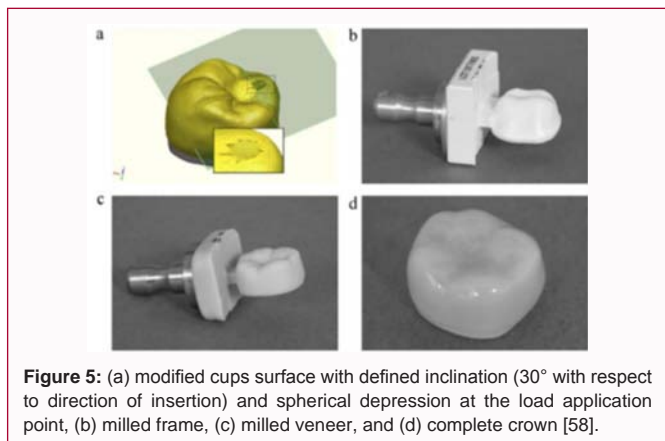 a
b
c
d
Figure 5: (a) modified cups surface with defined inclination (30° with respect
to direction of insertion) and spherical depression at the load application
point, (b) milled frame, (c) milled veneer, and (d) complete crown [58].